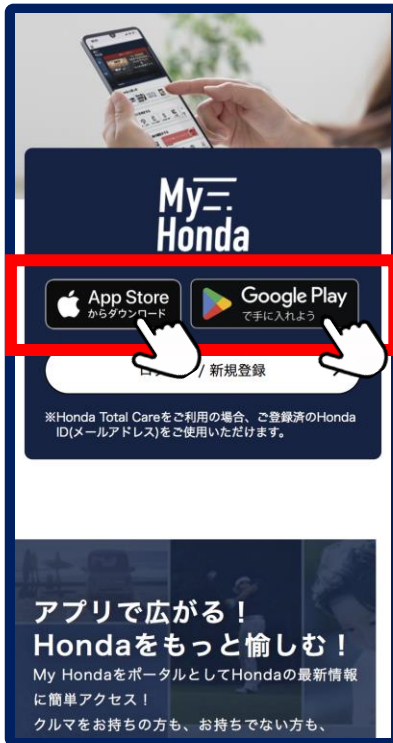 My
Honda
App Store
からダウンロード
Google Play
で手に入れよう
/ 新規登録
※Honda Total Careをご利用の場合、ご登録済のHonda
ID(メールアドレス)をご使用いただけます。
アプリで広がる！
Hondaをもっと愉しむ！
My HondaをポータルとしてHondaの最新情報
に簡単アクセス！
クルマをお持ちの方も、お持ちでない方も、